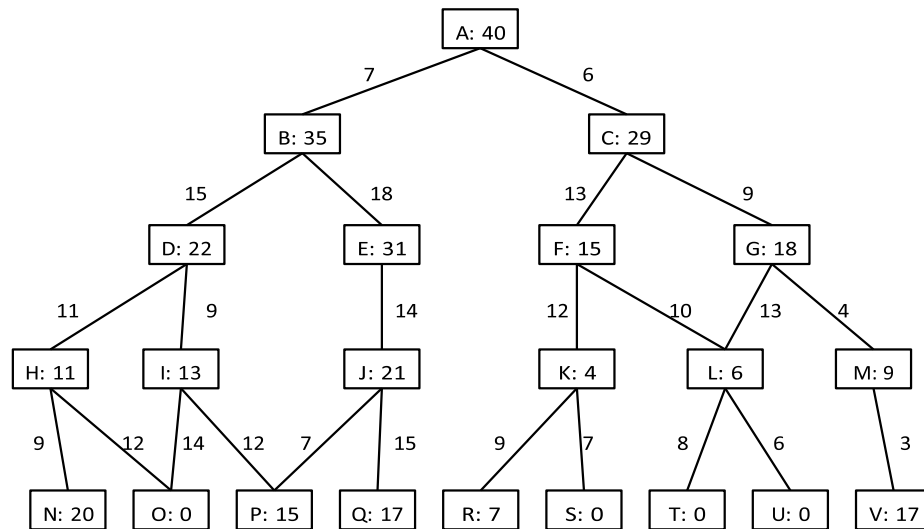 A: 40
7
6
B: 35
C: 29
15
18
13
9
D: 22
E: 31
F: 15
G: 18
11
9
14
12
10
13
4
H: 11
I: 13
J: 21
K: 4
L: 6
M: 9
9
12
14
12
7
15
9
7
8
6
3
N: 20
O: 0
P: 15
Q: 17
R: 7
S: 0
T: 0
U: 0
V: 17